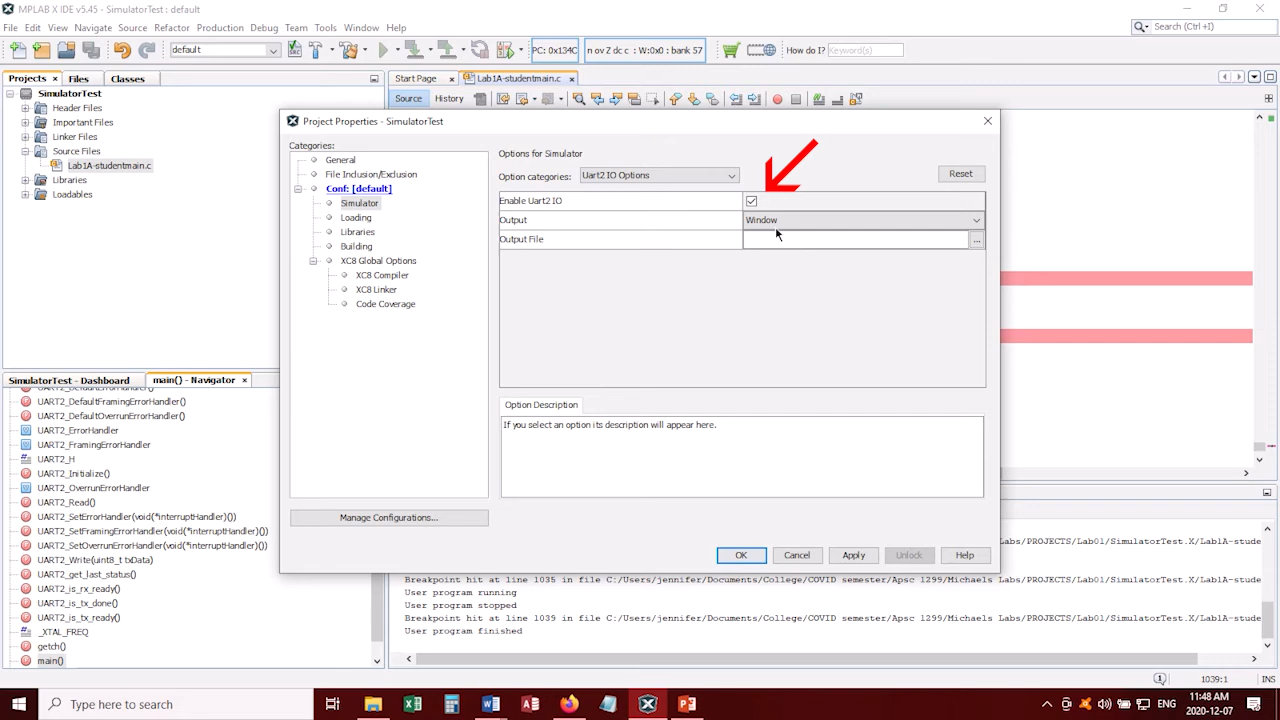 MPLAB X IDE v5.45 - SimulatorTest : default
File Edit View Navigate Source Refactor Production Debug Team Tools Window Help
Search (Ctrl+I)
default
PC: 0x134C
n ov Z dc c : W:0x0 : bank 57
How do I?
Keyword(s)
Projects
Files
Classes
Start Page
Lab1A-studentmain.c
SimulatorTest
Header Files
Important Files
Linker Files
Source Files
Lab1A-studentmain.c
Libraries
Loadables
Source
History
Project Properties - SimulatorTest
Categories:
General
File Inclusion/Exclusion
Conf: [default]
Simulator
Loading
Libraries
Building
XC8 Global Options
XC8 Compiler
XC8 Linker
Code Coverage
Manage Configurations...
Options for Simulator
Option categories: Uart2 IO Options
Reset
Enable Uart2 IO
Output Window
Output File
...
Option Description
If you select an option its description will appear here.
OK Cancel Apply Unlock Help
SimulatorTest - Dashboard
main() - Navigator
UART2_DefaultErrorHandler()
UART2_DefaultFramingErrorHandler()
UART2_DefaultOverrunErrorHandler()
UART2_ErrorHandler
UART2_FramingErrorHandler
UART2_H
UART2_Initialize()
UART2_OverrunErrorHandler
UART2_Read()
UART2_SetErrorHandler(void(*interruptHandler)())
UART2_SetFramingErrorHandler(void(*interruptHandler)())
UART2_SetOverrunErrorHandler(void(*interruptHandler)())
UART2_Write(uint8_t txData)
UART2_get_last_status()
UART2_is_rx_ready()
UART2_is_tx_done()
UART2_is_tx_ready()
_XTAL_FREQ
getch()
main()
Labs/PROJECTS/Lab01/SimulatorTest.X/Lab1A-stude
Labs/PROJECTS/Lab01/SimulatorTest.X/Lab1A-stude
Breakpoint hit at line 1035 in file C:/Users/jennifer/Documents/College/COVID semester/Apsc 1299/Michaels Labs/PROJECTS/Lab01/SimulatorTest.X/Lab1A-stude
User program running
User program stopped
Breakpoint hit at line 1039 in file C:/Users/jennifer/Documents/College/COVID semester/Apsc 1299/Michaels Labs/PROJECTS/Lab01/SimulatorTest.X/Lab1A-stude
User program finished
1
1039:1
INS
Type here to search
ENG
11:48 AM
2020-12-07